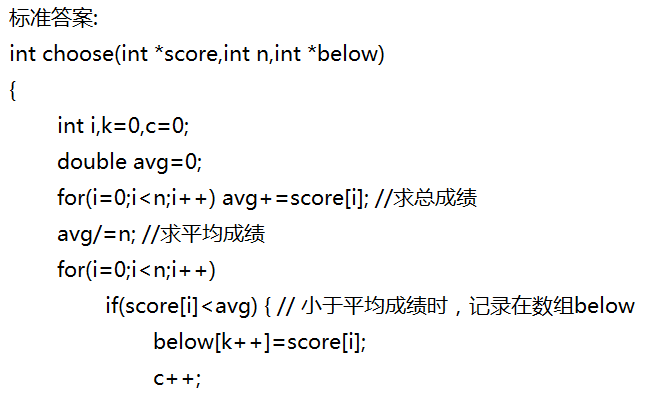 标准答案:
int choose(int *score,int n,int *below)
{
int i,k=0,c=0;
double avg=0;
for(i=0;i<n;i++) avg+=score[i]; //求总成绩
avg/=n; //求平均成绩
for(i=0;i<n;i++)
if(score[i]<avg) { // 小于平均成绩时，记录在数组below
below[k++]=score[i];
c++;